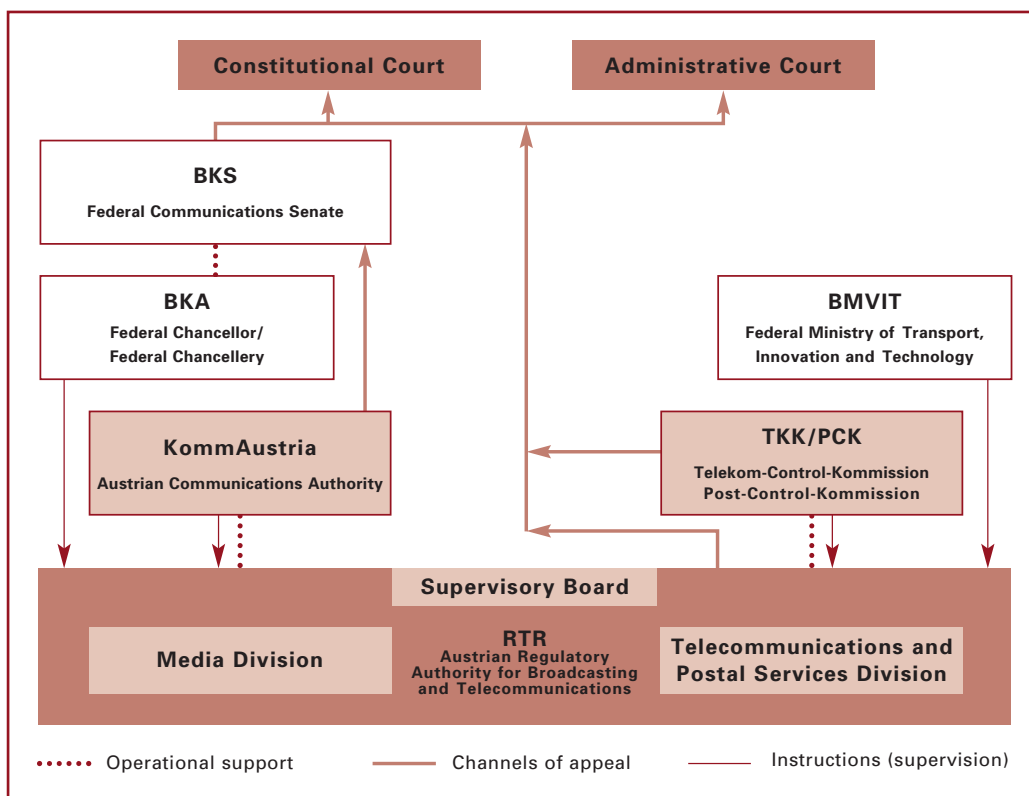 Constitutional Court
Administrative Court
BKS
Federal Communications Senate
BKA
Federal Chancellor/
Federal Chancellery
BMVIT
Federal Ministry of Transport,
Innovation and Technology
KommAustria
Austrian Communications Authority
TKK/PCK
Telekom-Control-Kommission
Post-Control-Kommission
Supervisory Board
Media Division
RTR
Austrian Regulatory
Authority for Broadcasting
and Telecommunications
Telecommunications and
Postal Services Division
Operational support
Channels of appeal
Instructions (supervision)